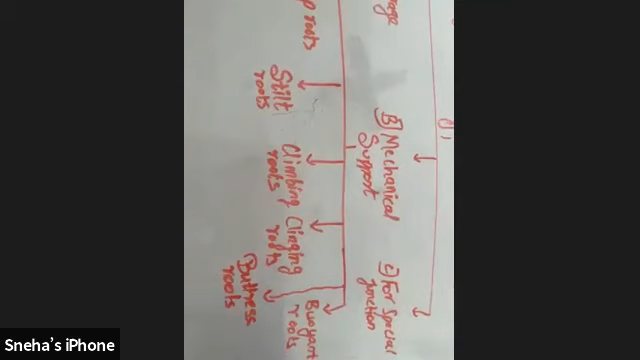 B) Mechanical
Support
C) For Special
function
p roots
Stilt
roots
Climbing
roots
Clinging
roots
Buttress
roots
Buoyant
roots
Sneha's iPhone